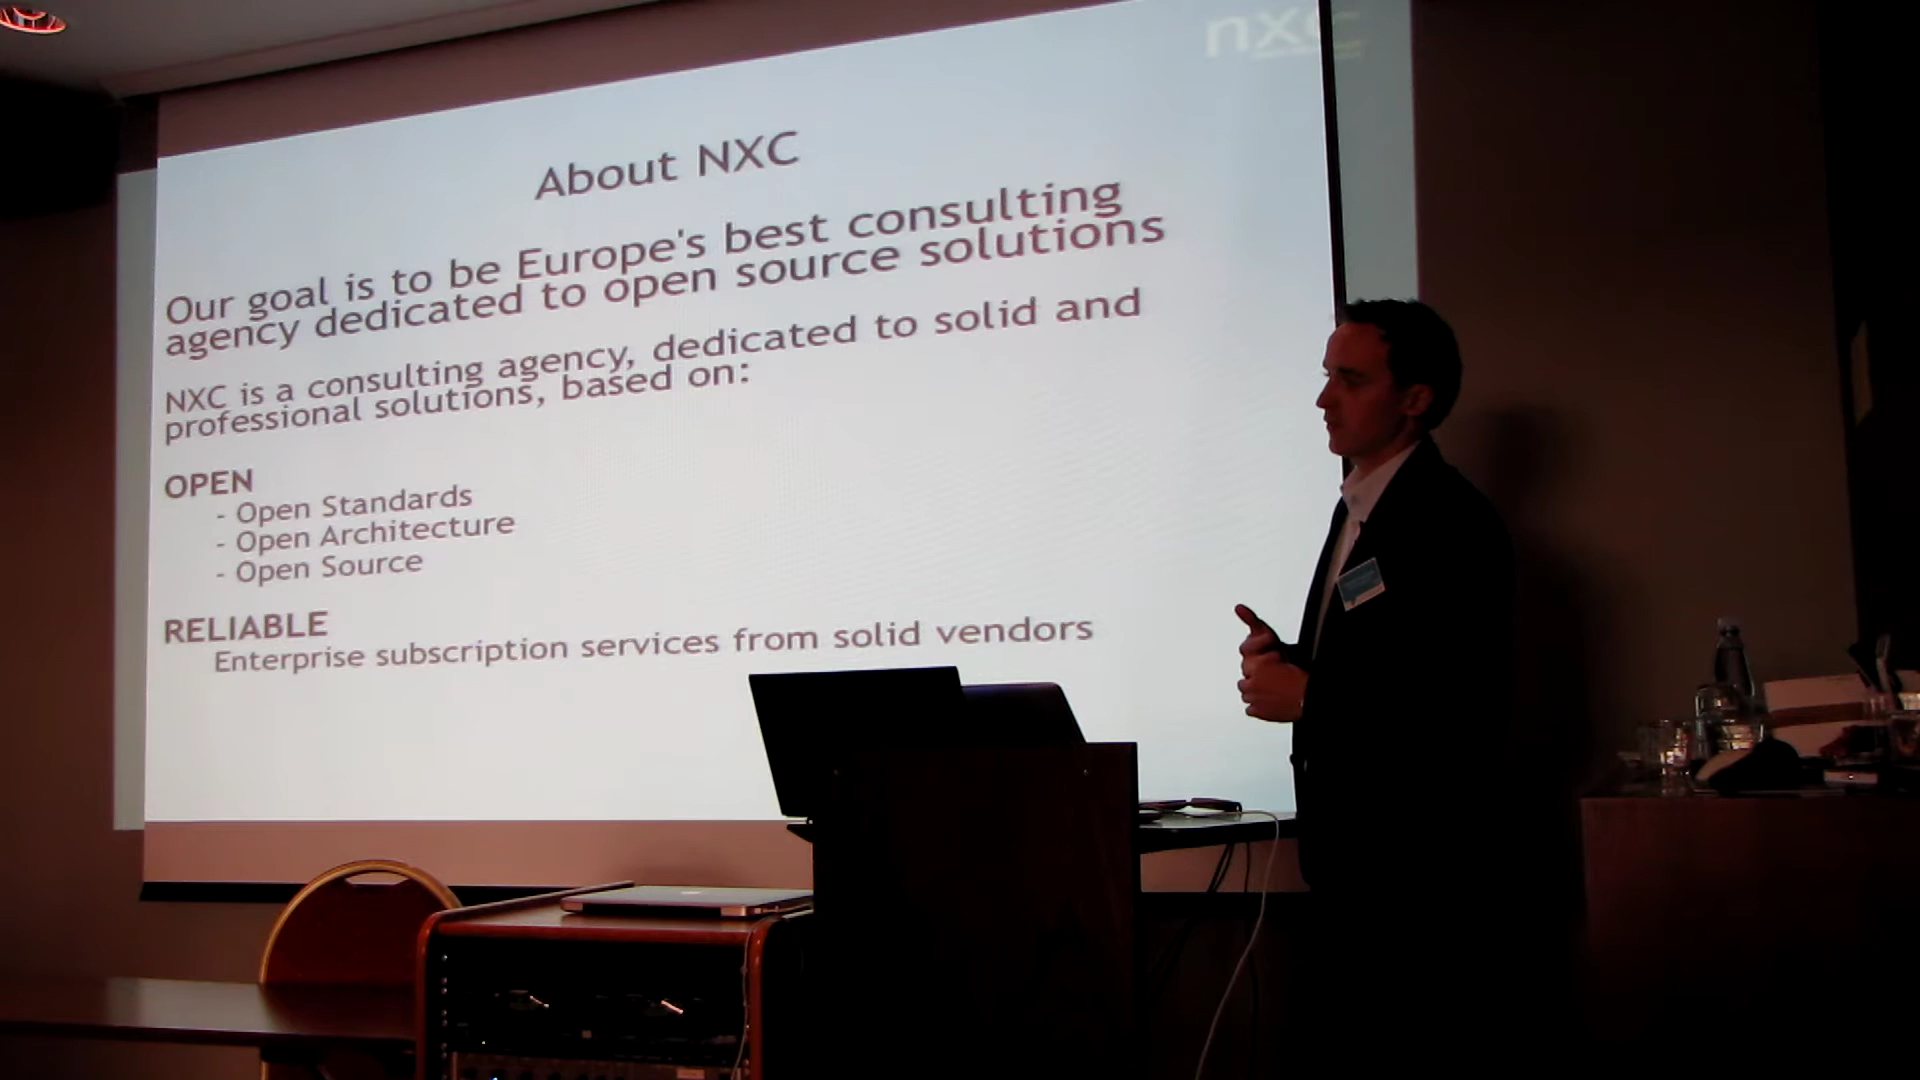 nxc
About NXC
Our goal is to be Europe's best consulting
agency dedicated to open source solutions
NXC is a consulting agency, dedicated to solid and
professional solutions, based on:
OPEN
- Open Standards
- Open Architecture
- Open Source
RELIABLE
Enterprise subscription services from solid vendors